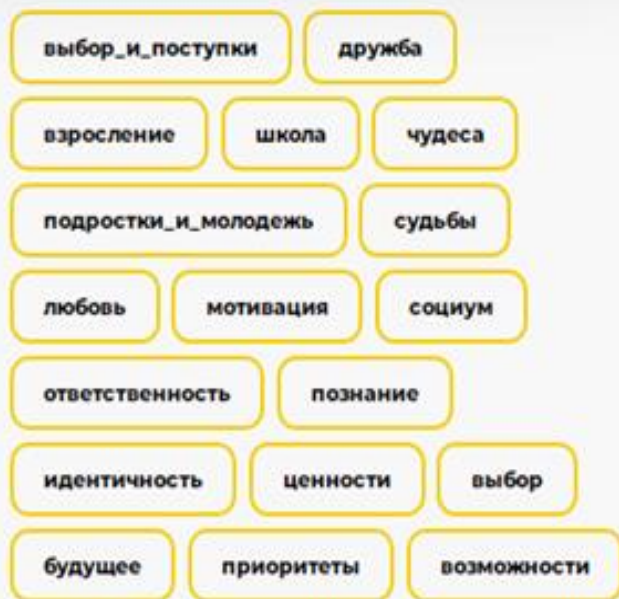 выбор_и_поступки дружба
взросление школа чудеса
подростки_и_молодежь судьбы
любовь мотивация социум
ответственность познание
идентичность ценности выбор
будущее приоритеты возможности